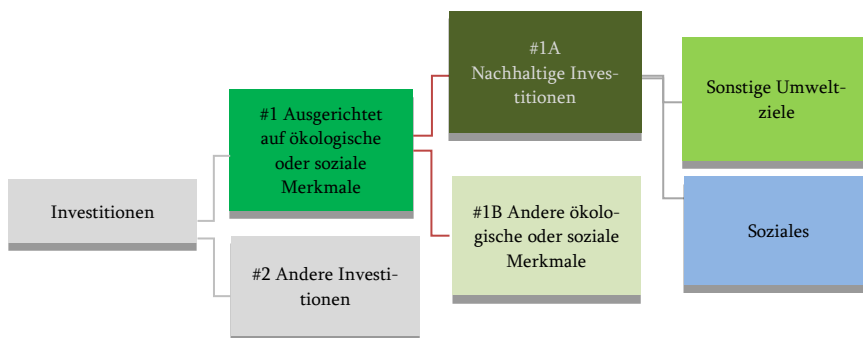 Investitionen
#1 Ausgerichtet
auf ökologische
oder soziale
Merkmale
#2 Andere Investi-
tionen
#1A
Nachhaltige Inves-
titionen
#1B Andere ökolo-
gische oder soziale
Merkmale
Sonstige Umwelt-
ziele
Soziales